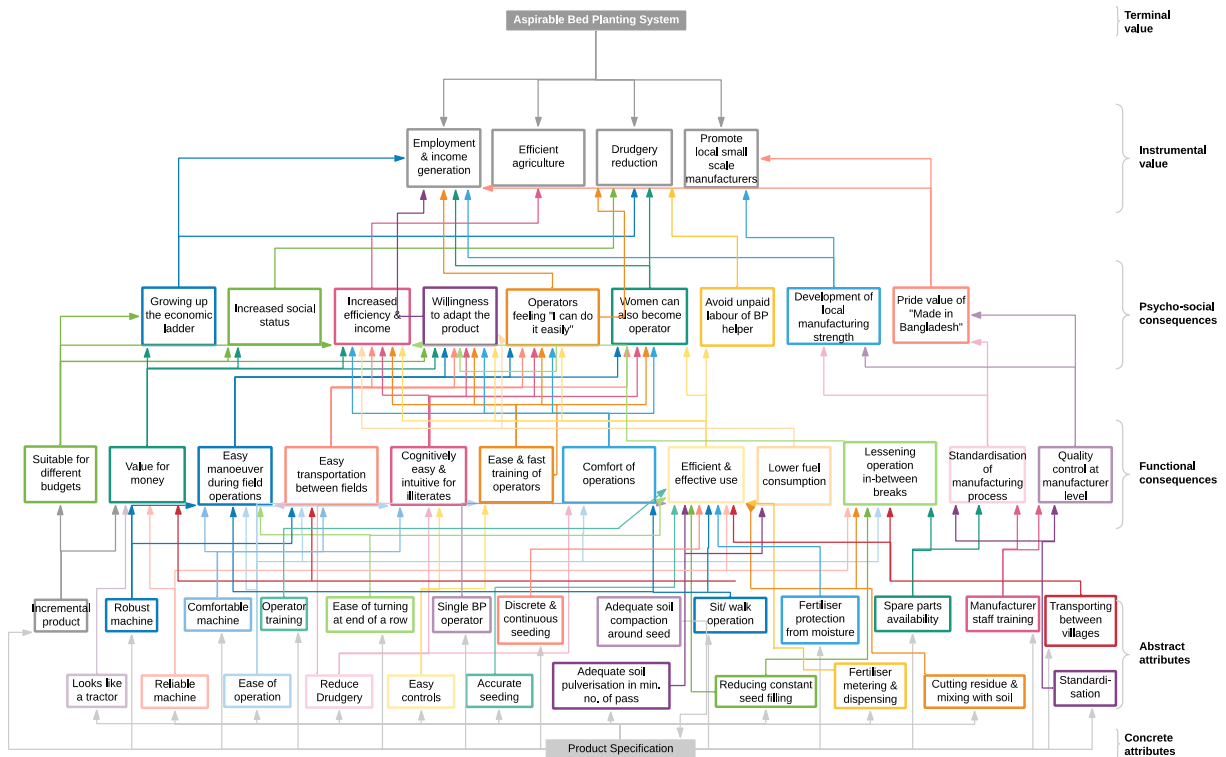 Aspirable Bed Planting System
Terminal
value
Employment
& income
generation
Efficient
agriculture
Drudgery
reduction
Promote
local small
scale
manufacturers
Instrumental
value
Growing up
the economic
ladder
Increased social
status
Increased
efficiency &
income
Willingness
to adapt the
product
Operators
feeling "I can
do it easily"
Women can
also become
operator
Avoid unpaid
labour of BP
helper
Development of
local
manufacturing
strength
Pride value of
"Made in
Bangladesh"
Psycho-social
consequences
Suitable for
different
budgets
Value for
money
Easy
manoeuver
during field
operations
Easy
transportation
between fields
Cognitively
easy &
intuitive for
illiterates
Ease & fast
training of
operators
Comfort of
operations
Efficient &
effective use
Lower fuel
consumption
Lessening
operation
in-between
breaks
Standardisation
of
manufacturing
process
Quality
control at
manufacturer
level
Functional
consequences
Incremental
product
Robust
machine
Comfortable
machine
Operator
training
Ease of turning
at end of a row
Single BP
operator
Discrete &
continuous
seeding
Adequate soil
compaction
around seed
Sit/ walk
operation
Fertiliser
protection
from moisture
Spare parts
availability
Manufacturer
staff training
Transporting
between
villages
Abstract
attributes
Looks like
a tractor
Reliable
machine
Ease of
operation
Reduce
Drudgery
Easy
controls
Accurate
seeding
Adequate soil
pulverisation in min.
no. of pass
Reducing constant
seed filling
Fertiliser
metering &
dispensing
Cutting residue &
mixing with soil
Standardi-
sation
Product Specification
Concrete
attributes